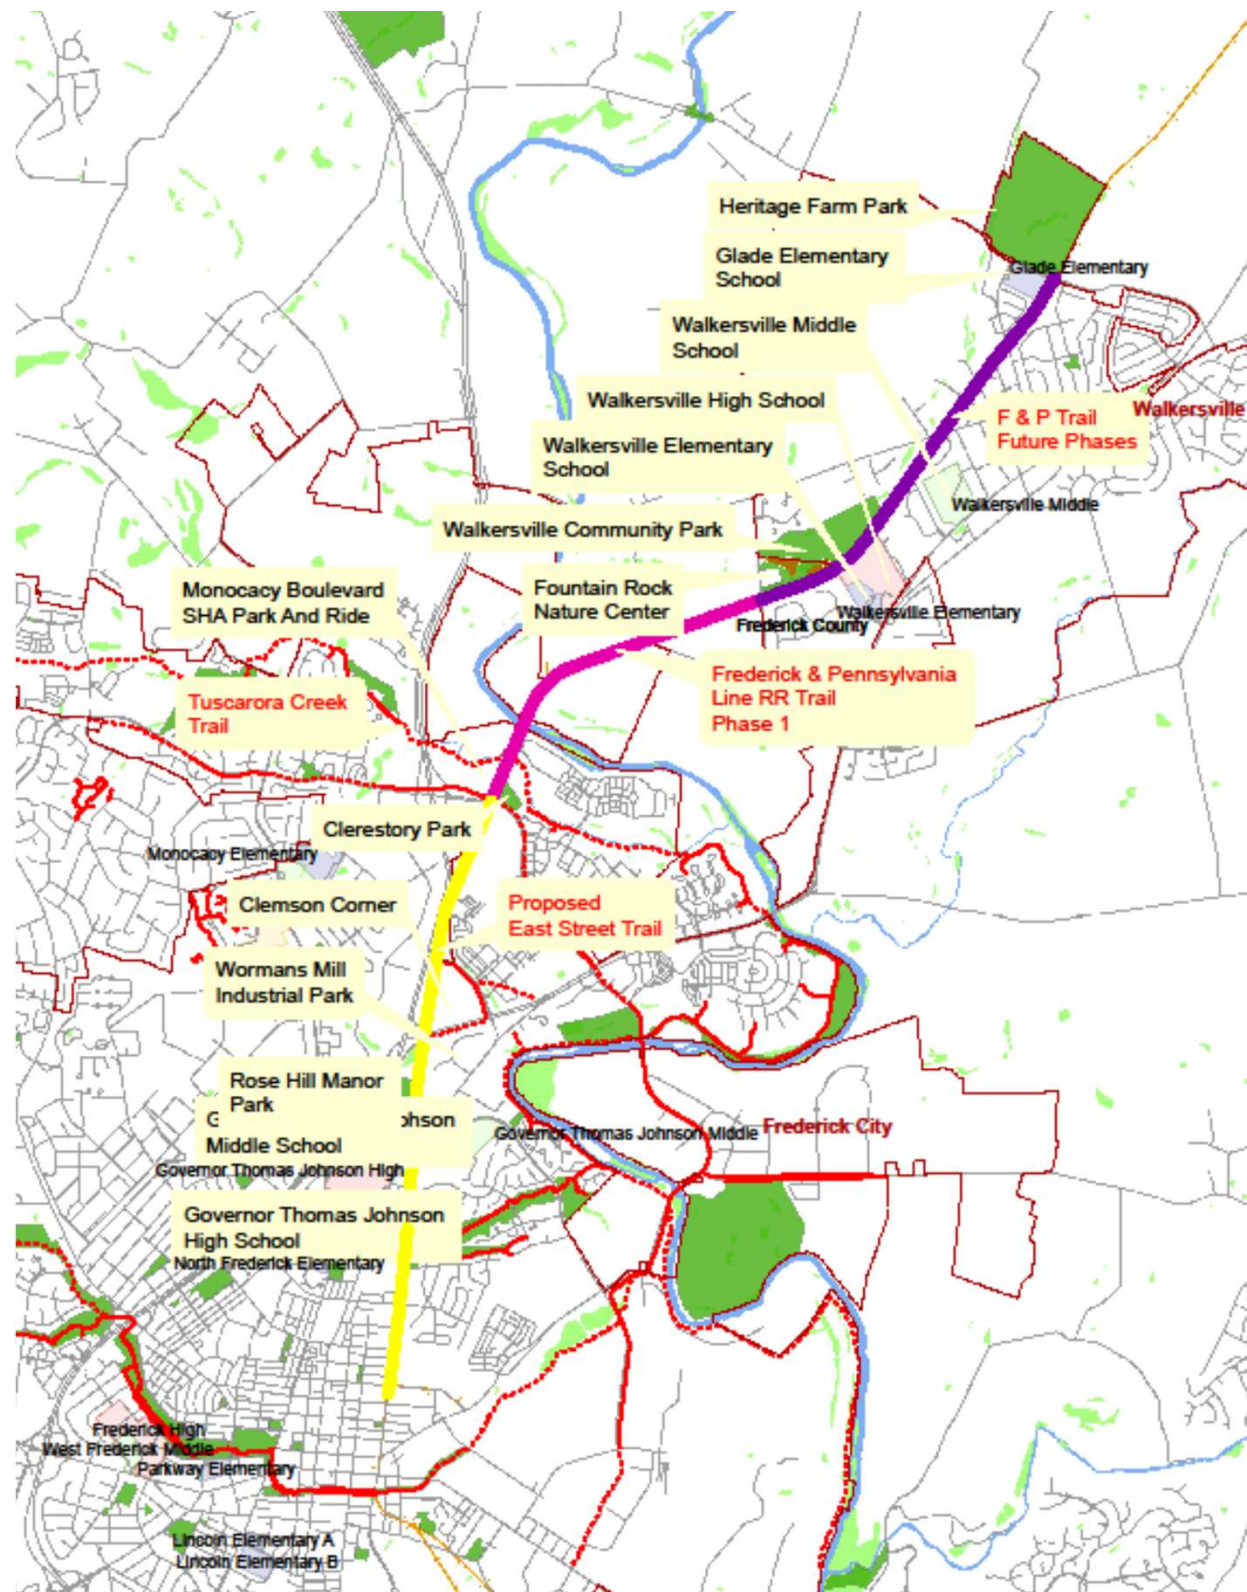 Heritage Farm Park
Glade Elementary
School
Glade Elementary
Walkersville Middle
School
Walkersville High School
F & P Trail
Future Phases
Walkersville
Walkersville Elementary
School
Walkersville Middle
Walkersville Community Park
Monocacy Boulevard
SHA Park And Ride
Fountain Rock
Nature Center
Walkersville Elementary
Frederick County
Tuscarora Creek
Trail
Frederick & Pennsylvania
Line RR Trail
Phase 1
Clerestory Park
Monocacy Elementary
Clemson Corner
Proposed
East Street Trail
Wormans Mill
Industrial Park
Rose Hill Manor
Park
Middle School
Governor Thomas Johnson Middle
Frederick City
Governor Thomas Johnson High
Governor Thomas Johnson
High School
North Frederick Elementary
Frederick High
West Frederick Middle
Parkway Elementary
Lincoln Elementary A
Lincoln Elementary B